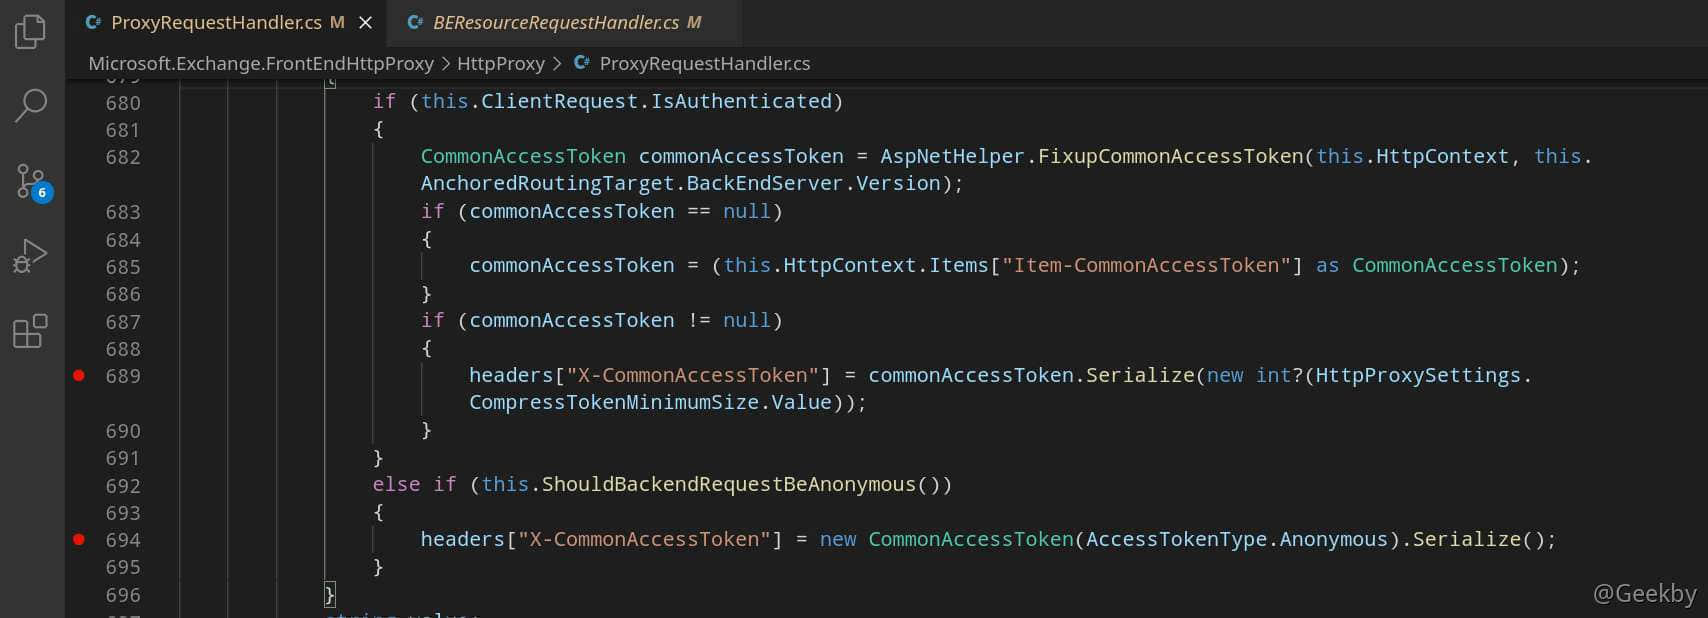 ProxyRequestHandler.cs M BEResourceRequestHandler.cs M
Microsoft.Exchange.FrontEndHttpProxy > HttpProxy > ProxyRequestHandler.cs
679 {
680 if (this.ClientRequest.IsAuthenticated)
681 {
682 CommonAccessToken commonAccessToken = AspNetHelper.FixupCommonAccessToken(this.HttpContext, this.
AnchoredRoutingTarget.BackEndServer.Version);
683 if (commonAccessToken == null)
684 {
685 commonAccessToken = (this.HttpContext.Items["Item-CommonAccessToken"] as CommonAccessToken);
686 }
687 if (commonAccessToken != null)
688 {
689 headers["X-CommonAccessToken"] = commonAccessToken.Serialize(new int?(HttpProxySettings.
CompressTokenMinimumSize.Value));
690 }
691 }
692 else if (this.ShouldBackendRequestBeAnonymous())
693 {
694 headers["X-CommonAccessToken"] = new CommonAccessToken(AccessTokenType.Anonymous).Serialize();
695 }
696 }
697 string value;
6
@Geekby